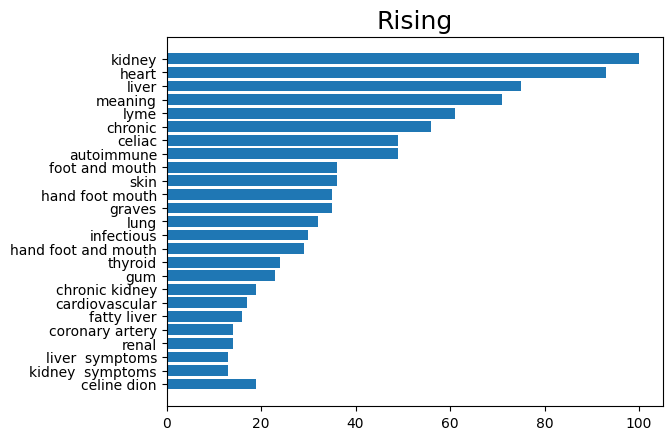 Rising
kidney
heart
liver
meaning
lyme
chronic
celiac
autoimmune
foot and mouth
skin
hand foot mouth
graves
lung
infectious
hand foot and mouth
thyroid
gum
chronic kidney
cardiovascular
fatty liver
coronary artery
renal
liver  symptoms
kidney  symptoms
celine dion
0 20 40 60 80 100